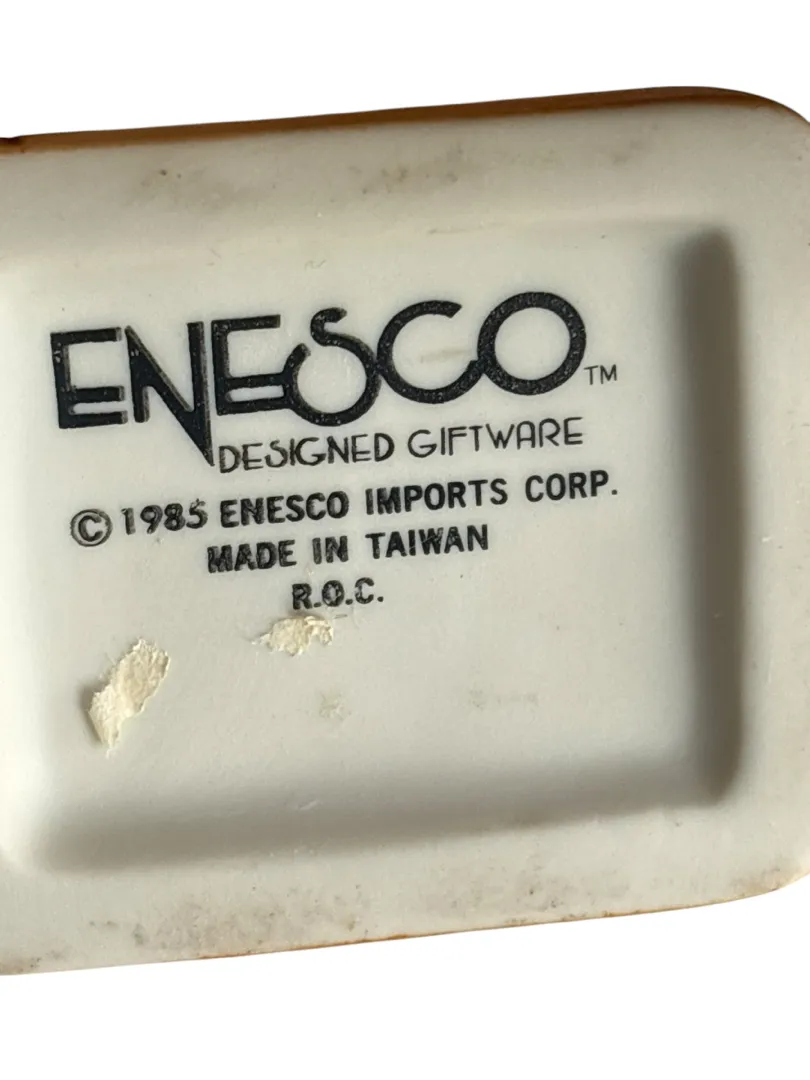 ENESCO™
DESIGNED GIFTWARE
© 1985 ENESCO IMPORTS CORP.
MADE IN TAIWAN
R.O.C.